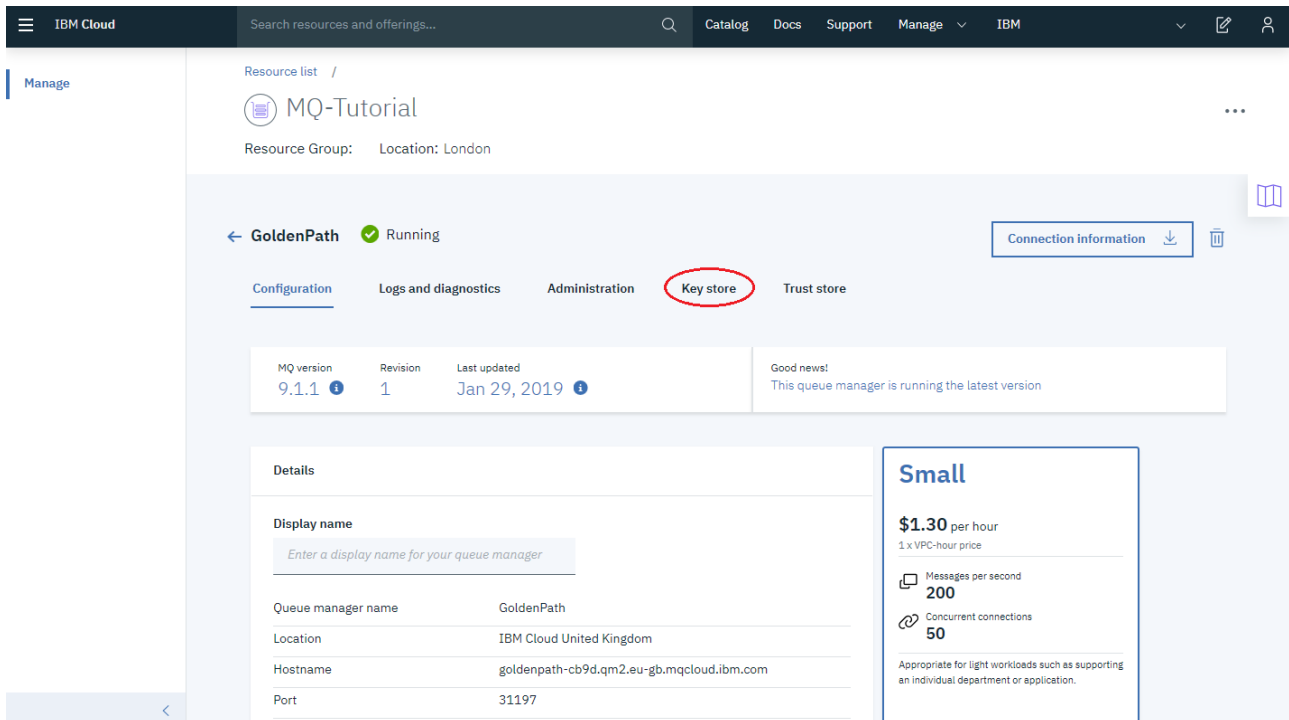 IBM Cloud
Search resources and offerings...
Catalog
Docs
Support
Manage
IBM
Manage
Resource list /
MQ-Tutorial
Resource Group:
Location: London
GoldenPath
Running
Connection information
Configuration
Logs and diagnostics
Administration
Key store
Trust store
MQ version
9.1.1
Revision
1
Last updated
Jan 29, 2019
Good news!
This queue manager is running the latest version
Details
Display name
Enter a display name for your queue manager
Queue manager name GoldenPath
Location IBM Cloud United Kingdom
Hostname goldenpath-cb9d.qm2.eu-gb.mqcloud.ibm.com
Port 31197
Small
$1.30 per hour
1 x VPC-hour price
Messages per second
200
Concurrent connections
50
Appropriate for light workloads such as supporting
an individual department or application.